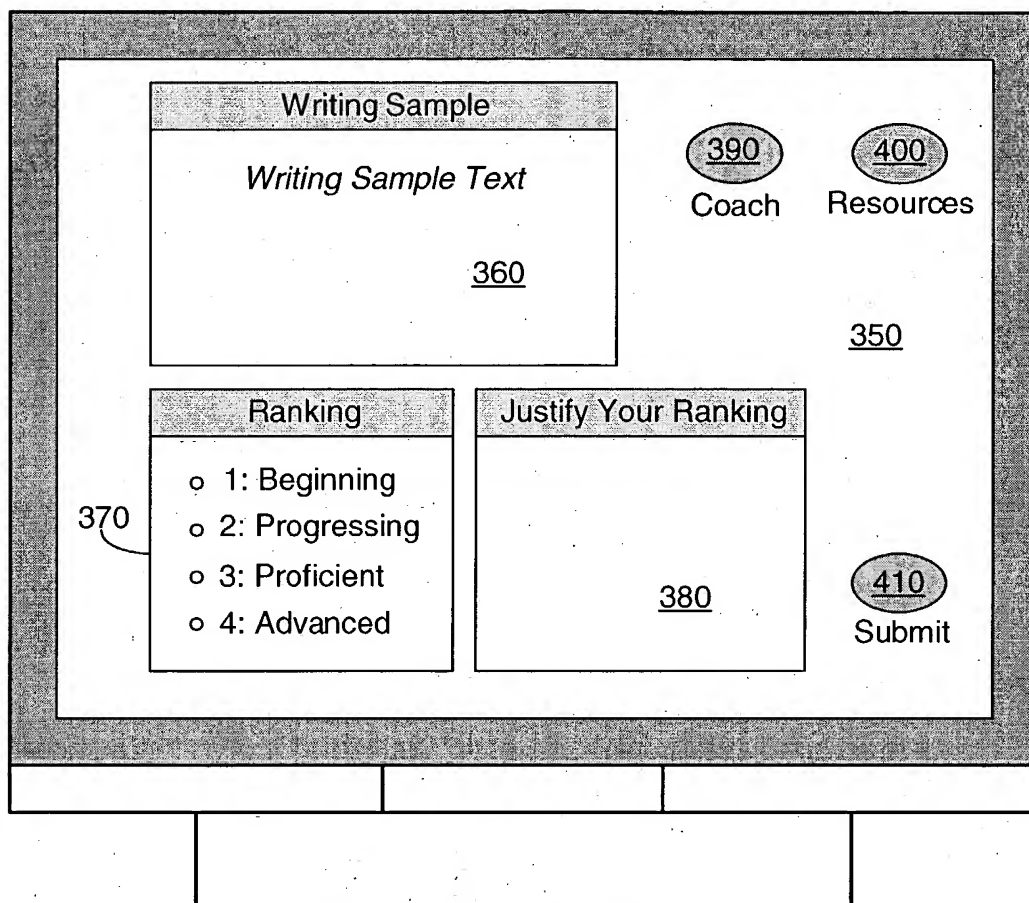 Writing Sample
Writing Sample Text
360
390
Coach
400
Resources
350
Ranking
1: Beginning
2: Progressing
3: Proficient
4: Advanced
370
Justify Your Ranking
380
410
Submit